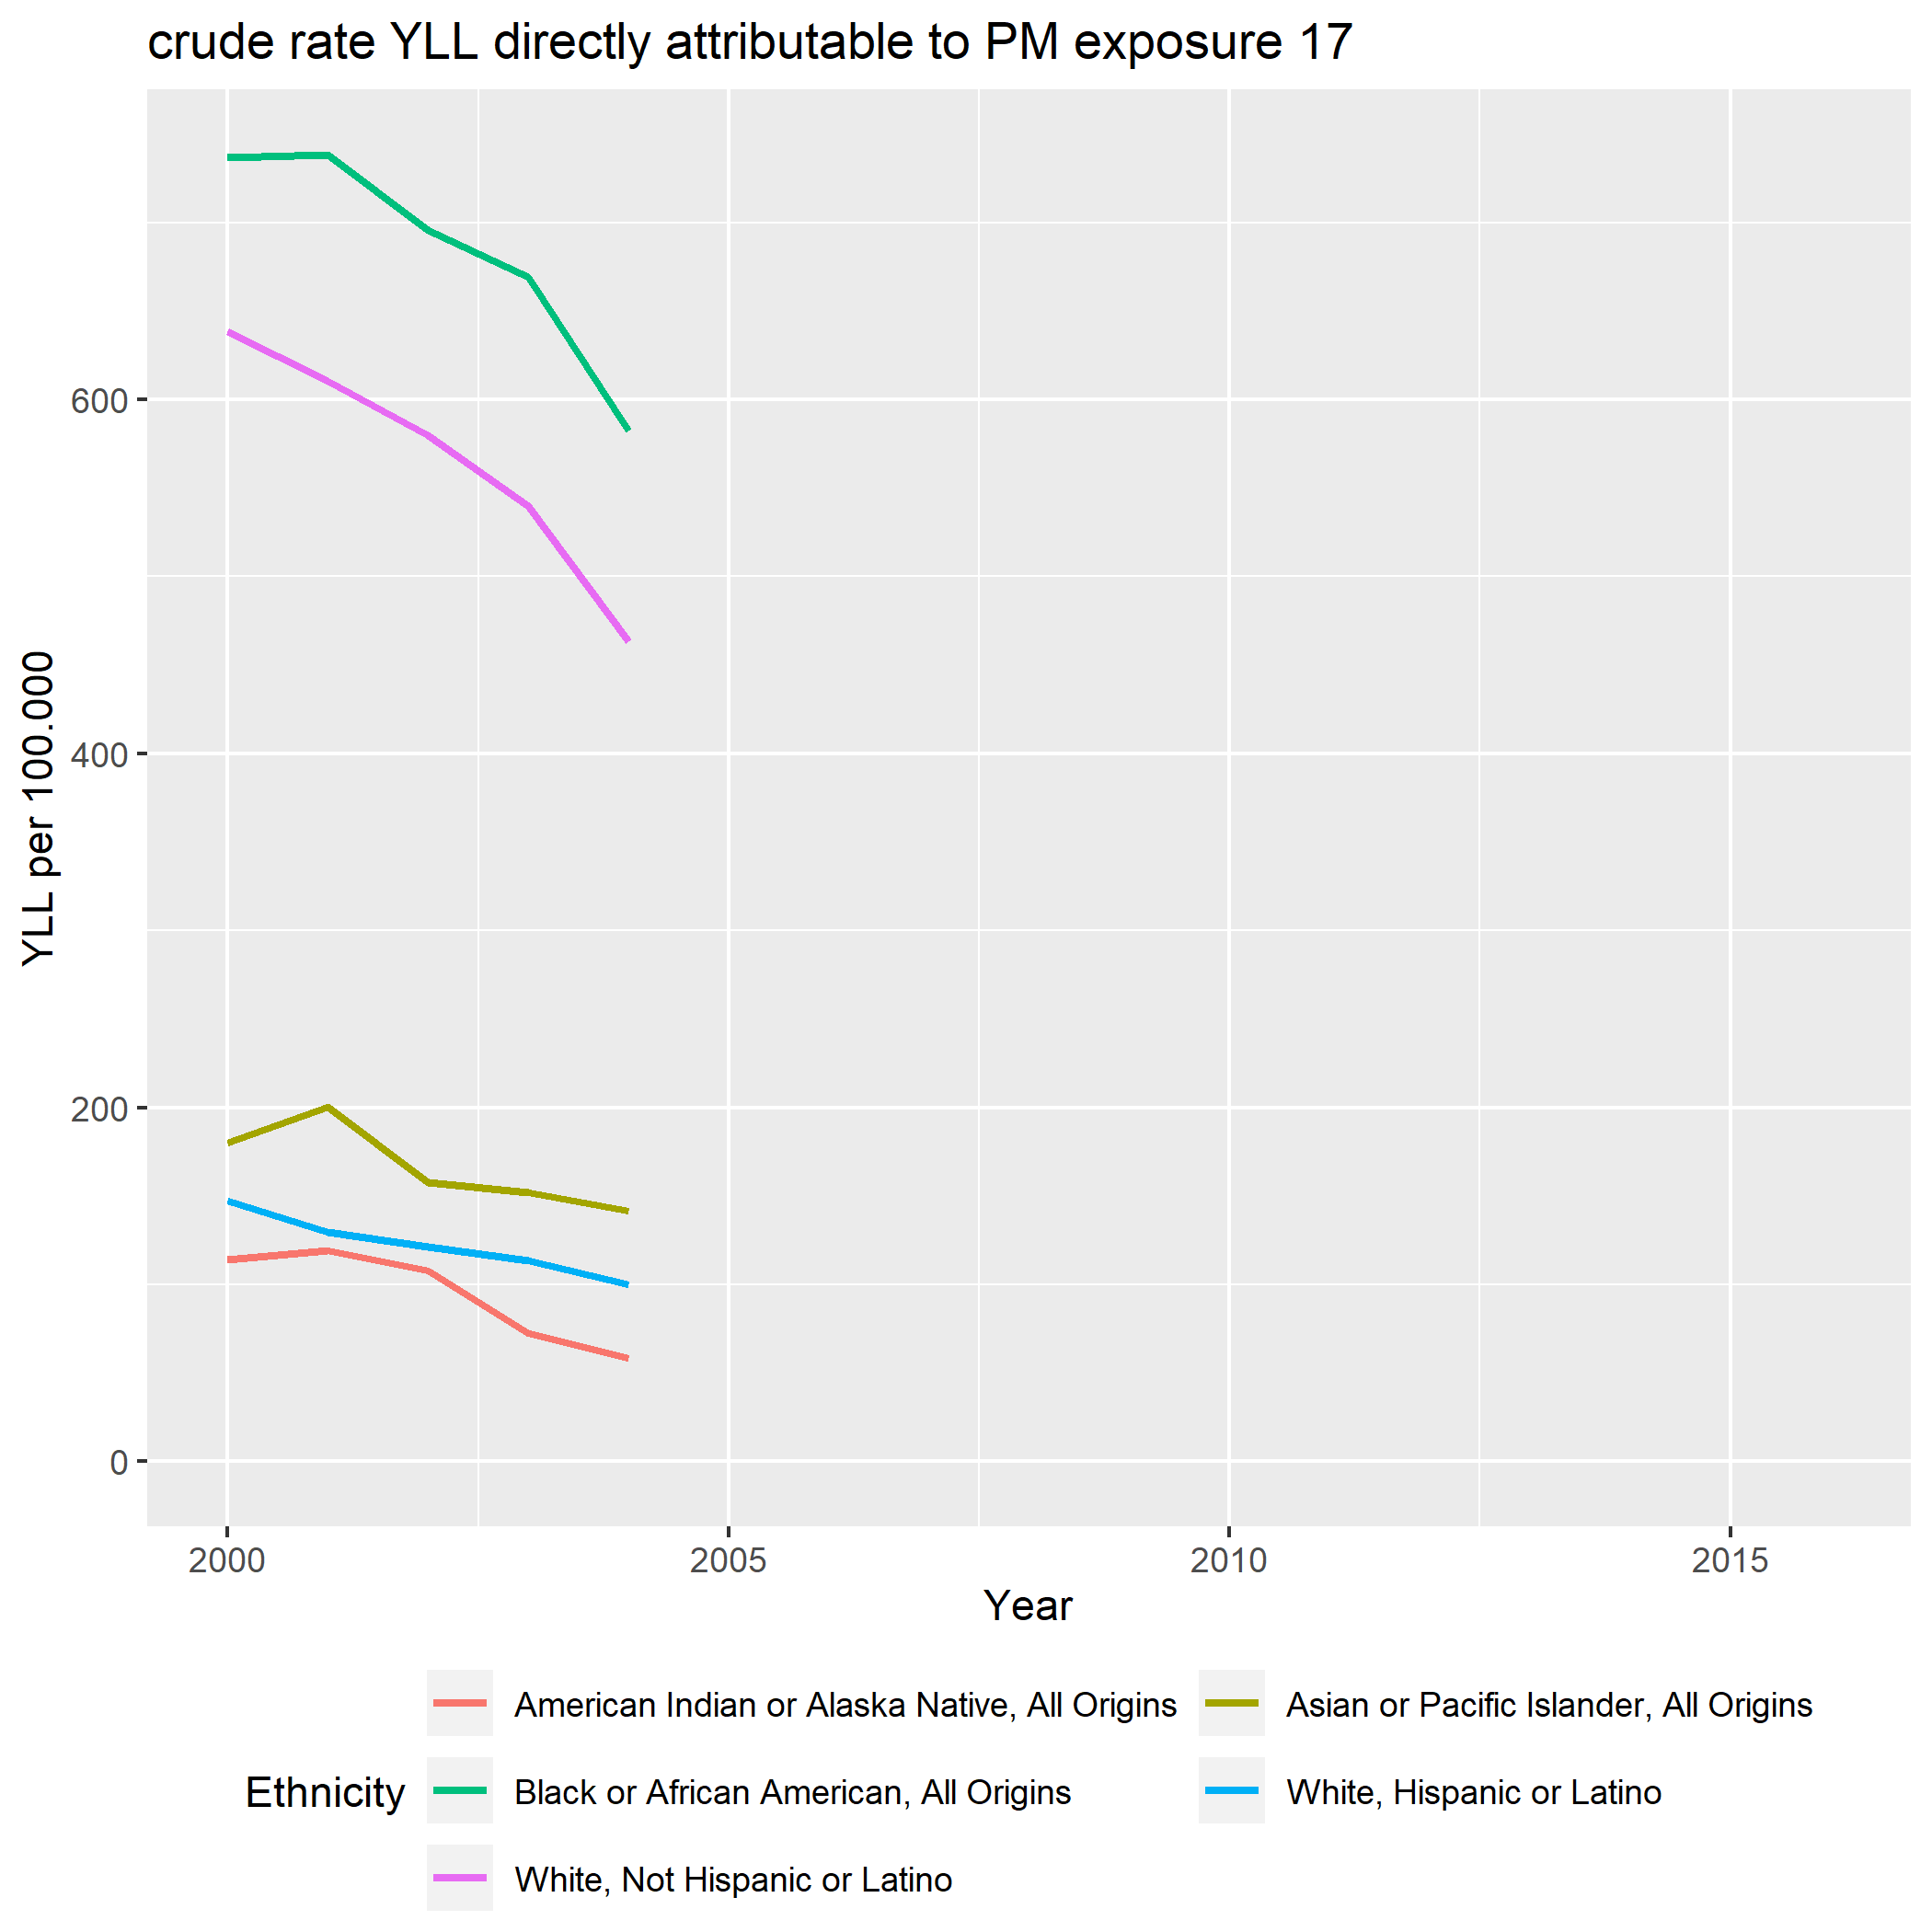 crude rate YLL directly attributable to PM exposure 17
YLL per 100.000
600
400
200
0
2000 2005 2010 2015
Year
Ethnicity
American Indian or Alaska Native, All Origins
Asian or Pacific Islander, All Origins
Black or African American, All Origins
White, Hispanic or Latino
White, Not Hispanic or Latino